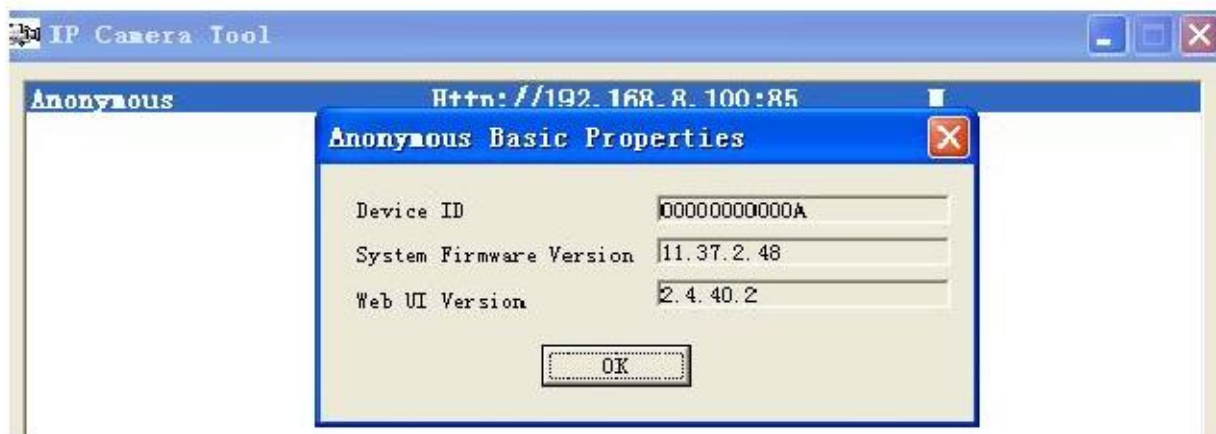 IP Camera Tool
Anonymous Http://192.168.8.100:85
Anonymous Basic Properties
Device ID 00000000000A
System Firmware Version 11.37.2.48
Web UI Version 2.4.40.2
OK